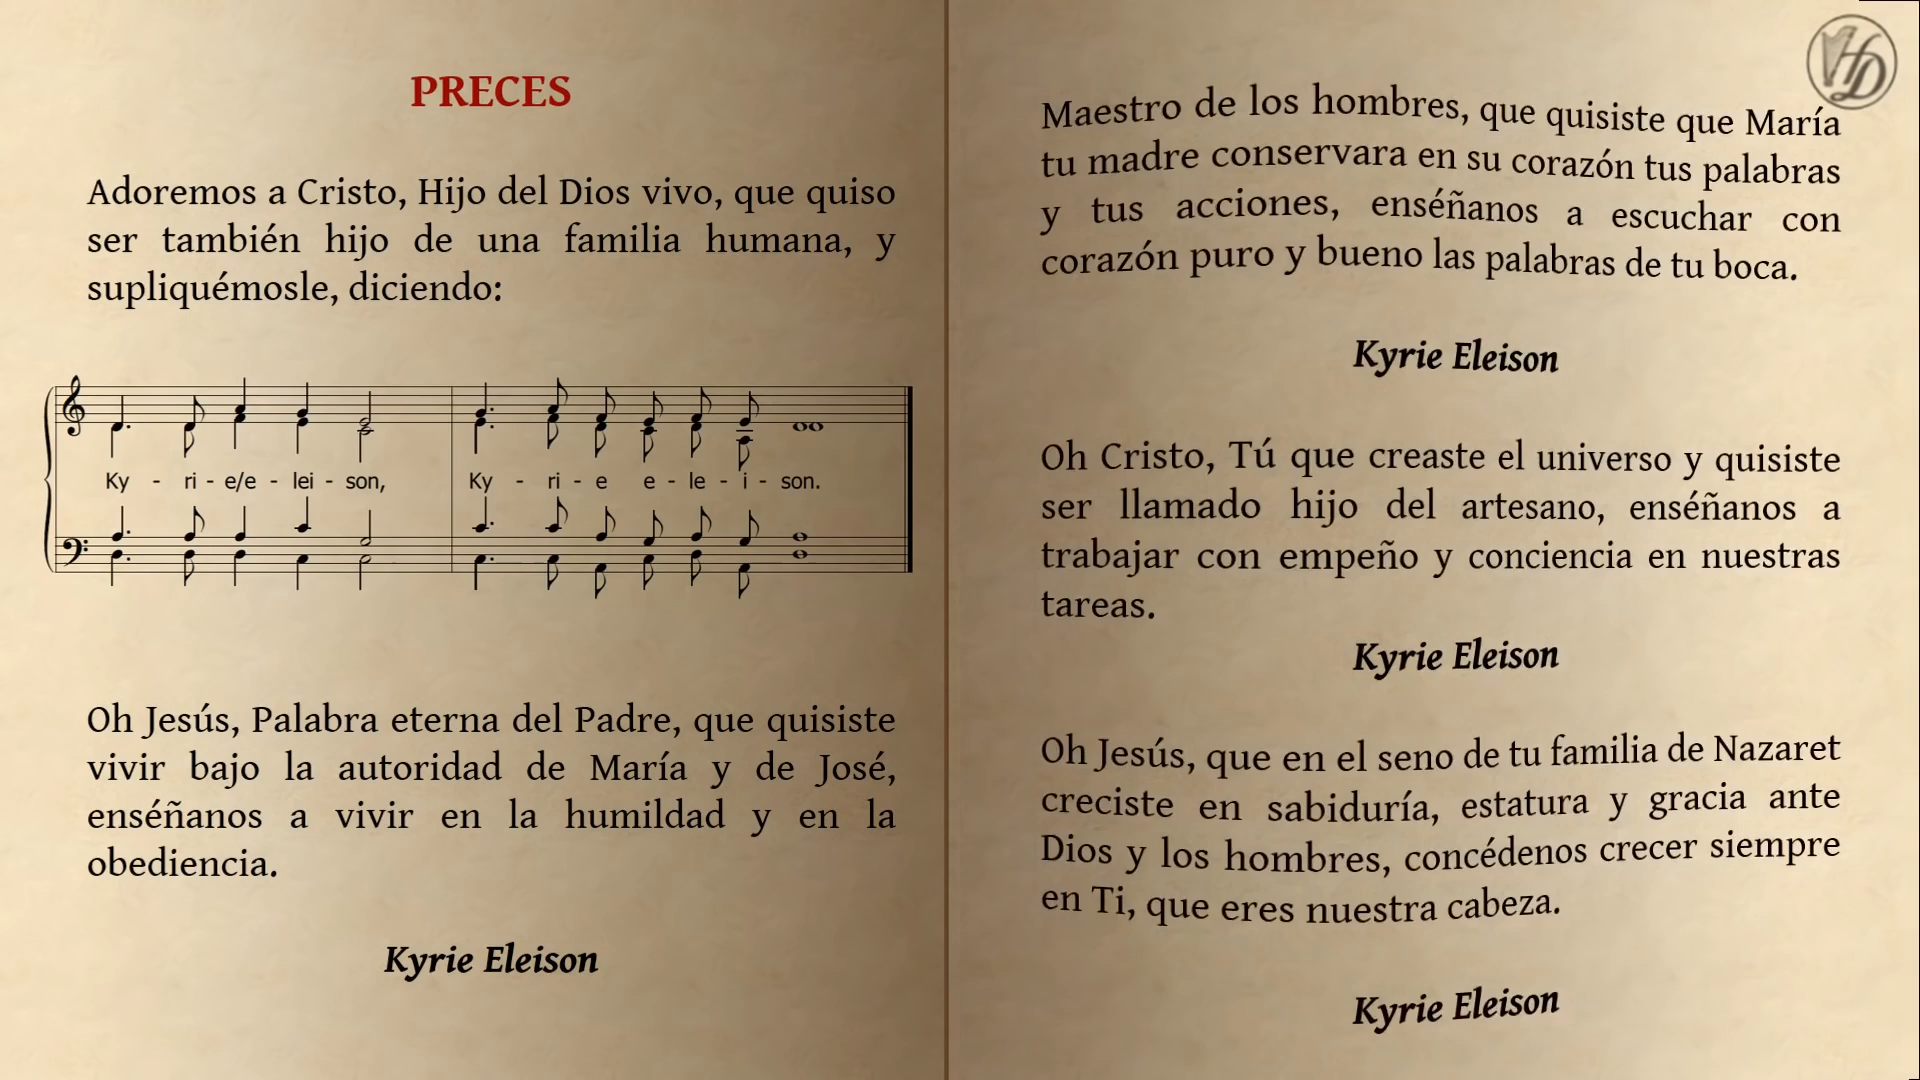 PRECES
Adoremos a Cristo, Hijo del Dios vivo, que quiso
ser también hijo de una familia humana, y
supliquémosle, diciendo:
Ky - ri - e/e - lei - son, Ky - ri - e e - le - i - son.
Oh Jesús, Palabra eterna del Padre, que quisiste
vivir bajo la autoridad de María y de José,
enséñanos a vivir en la humildad y en la
obediencia.
Kyrie Eleison
HD
Maestro de los hombres, que quisiste que María
tu madre conservara en su corazón tus palabras
y tus acciones, enséñanos a escuchar con
corazón puro y bueno las palabras de tu boca.
Kyrie Eleison
Oh Cristo, Tú que creaste el universo y quisiste
ser llamado hijo del artesano, enséñanos a
trabajar con empeño y conciencia en nuestras
tareas.
Kyrie Eleison
Oh Jesús, que en el seno de tu familia de Nazaret
creciste en sabiduría, estatura y gracia ante
Dios y los hombres, concédenos crecer siempre
en Ti, que eres nuestra cabeza.
Kyrie Eleison